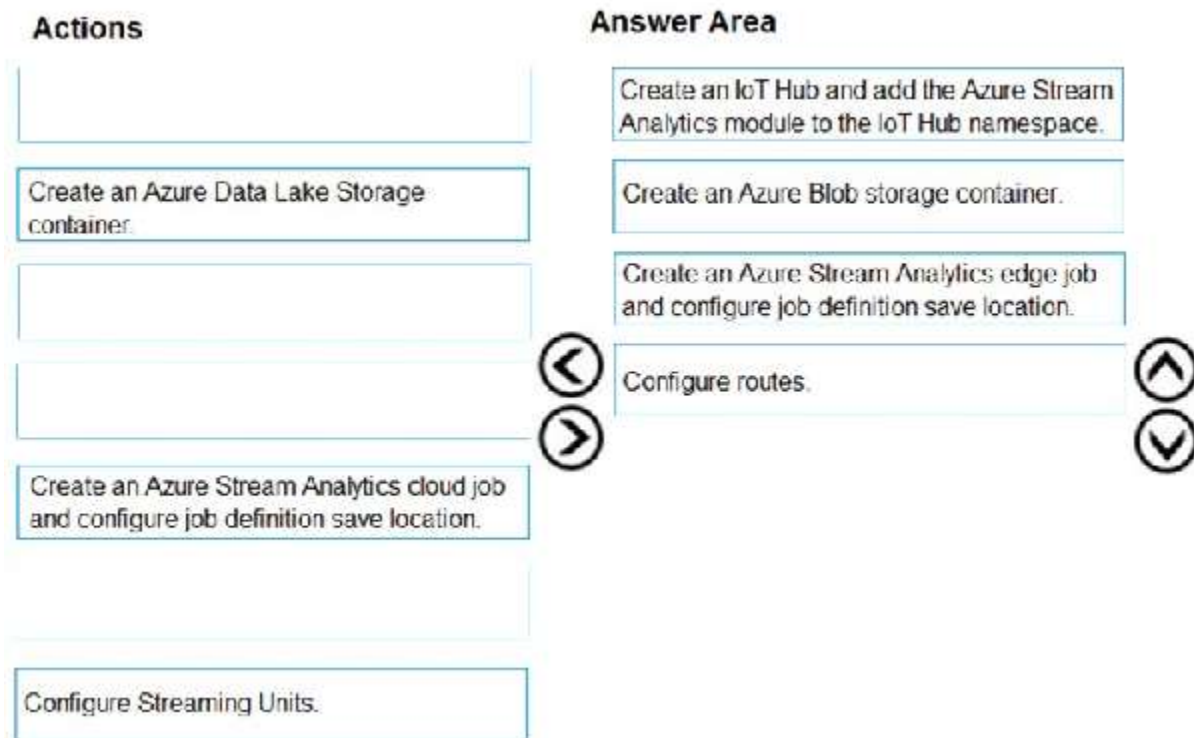 Actions
Create an Azure Data Lake Storage
container.
Create an Azure Stream Analytics cloud job
and configure job definition save location.
Configure Streaming Units.
Answer Area
Create an IoT Hub and add the Azure Stream
Analytics module to the IoT Hub namespace.
Create an Azure Blob storage container.
Create an Azure Stream Analytics edge job
and configure job definition save location.
Configure routes.